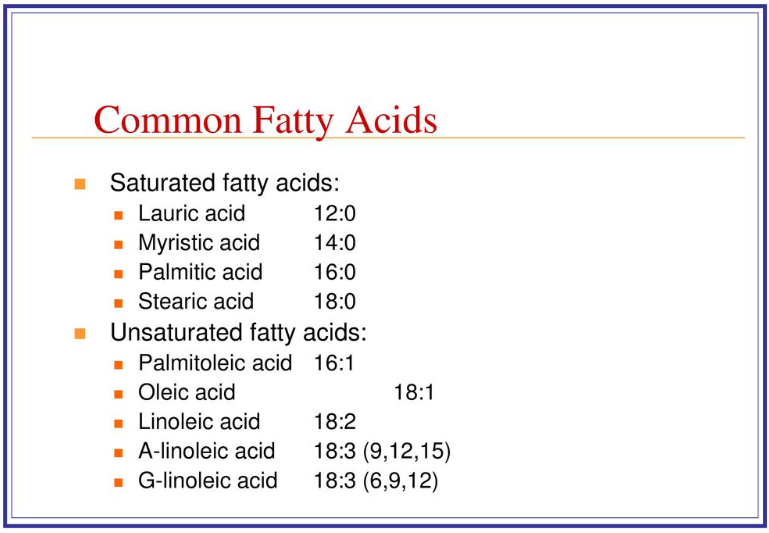 Common Fatty Acids
Saturated fatty acids:
Lauric acid 12:0
Myristic acid 14:0
Palmitic acid 16:0
Stearic acid 18:0
Unsaturated fatty acids:
Palmitoleic acid 16:1
Oleic acid 18:1
Linoleic acid 18:2
A-linoleic acid 18:3 (9,12,15)
G-linoleic acid 18:3 (6,9,12)